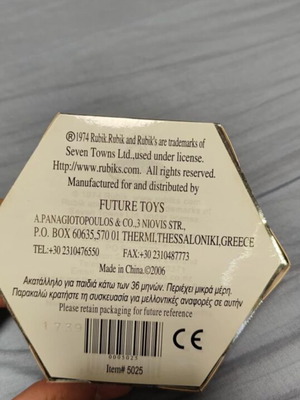 ®1974 Rubik.Rubik and Rubik's are trademarks of
Seven Towns Ltd.,used under license.
Http://www.rubiks.com. All rights reserved.
Manufactured for and distributed by
FUTURE TOYS
A.PANAGIOTOPOULOS & CO.,3 NIOVIS STR.,
P.O. BOX 60635,570 01 THERMI,THESSALONIKI,GREECE
TEL:+30 2310476550 FAX:+30 2310487773
Made in China.©2006
Ακατάλληλο για παιδιά κάτω των 36 μηνών. Περιέχει μικρά μέρη.
Παρακαλώ κρατήστε τη συσκευασία για μελλοντικές αναφορές σε αυτήν
Please retain packaging for future reference
0003025
CE
Item# 5025